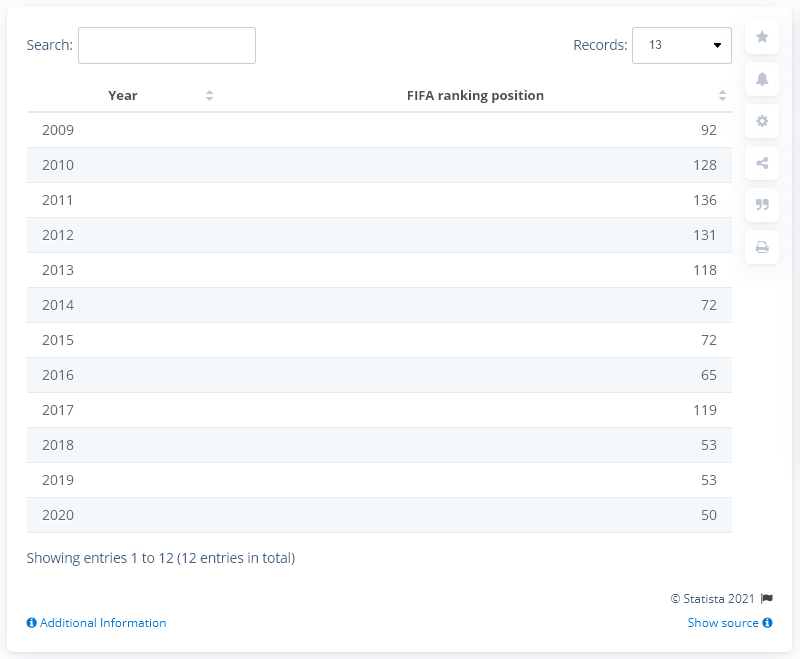 Search:
Records: 13
Year FIFA ranking position
2009 92
2010 128
2011 136
2012 131
2013 118
2014 72
2015 72
2016 65
2017 119
2018 53
2019 53
2020 50
Showing entries 1 to 12 (12 entries in total)
© Statista 2021
Additional Information Show source